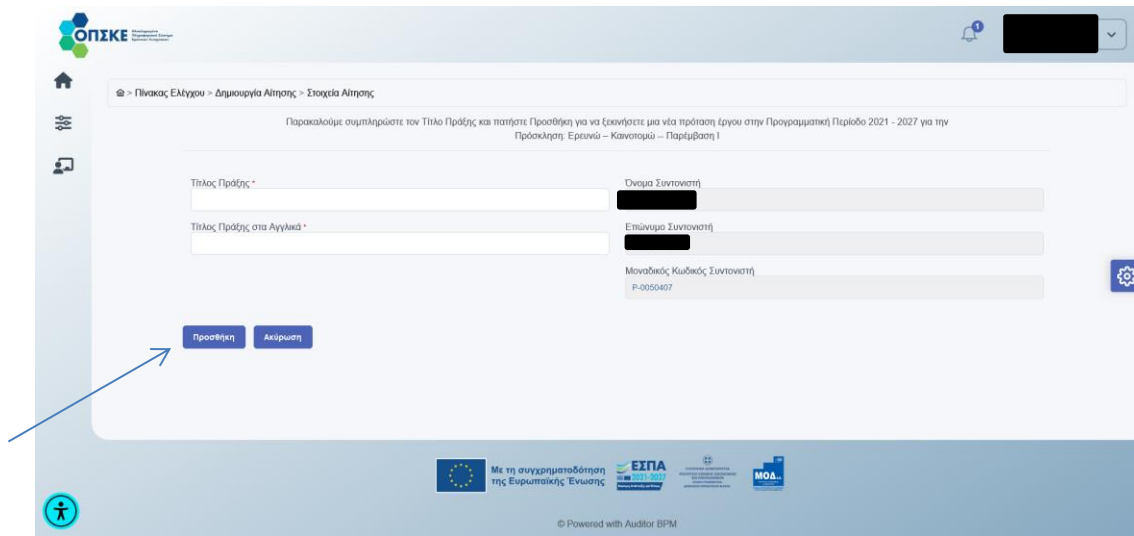 ΟΠΣΚΕ
1
> Πίνακας Ελέγχου > Δημιουργία Αίτησης > Στοιχεία Αίτησης
Παρακαλούμε συμπληρώστε τον Τίτλο Πράξης και πατήστε Προσθήκη για να ξεκινήσετε μια νέα πρόταση έργου στην Προγραμματική Περίοδο 2021 - 2027 για την
Πρόσκληση: Ερευνώ – Καινοτομώ – Παρέμβαση Ι
Τίτλος Πράξης *
Όνομα Συντονιστή
Τίτλος Πράξης στα Αγγλικά *
Επώνυμο Συντονιστή
Μοναδικός Κωδικός Συντονιστή
P-0050407
Προσθήκη
Ακύρωση
Με τη συγχρηματοδότηση
της Ευρωπαϊκής Ένωσης
ΕΣΠΑ
2021-2027
ΜΟΔ
© Powered with Auditor BPM